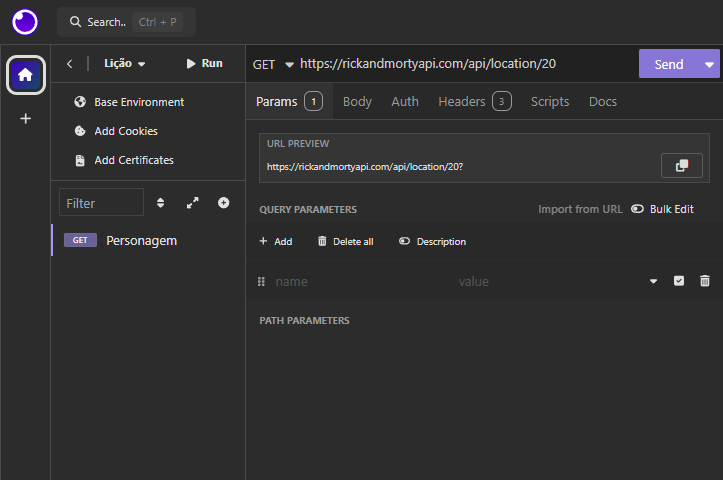 Search.. Ctrl + P
Lição Run
GET https://rickandmortyapi.com/api/location/20 Send
Base Environment
Add Cookies
Add Certificates
Filter
GET Personagem
Params 1 Body Auth Headers 3 Scripts Docs
URL PREVIEW
https://rickandmortyapi.com/api/location/20?
QUERY PARAMETERS Import from URL Bulk Edit
Add Delete all Description
name value
PATH PARAMETERS